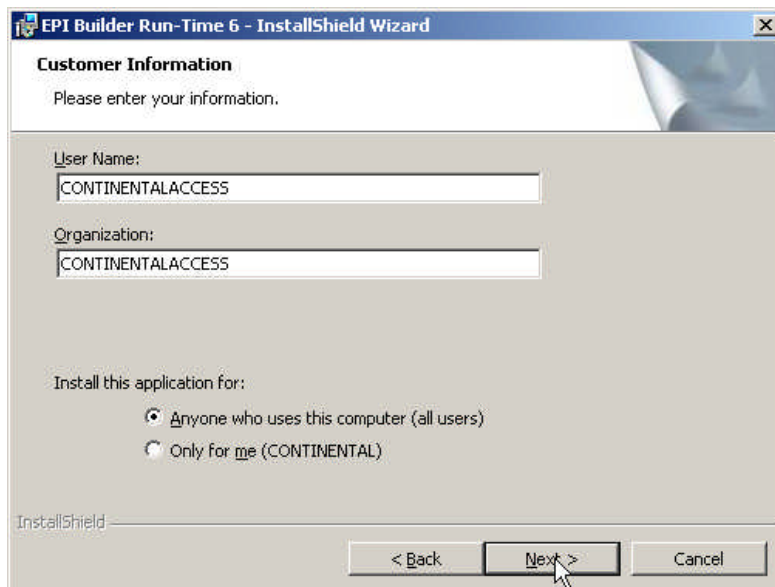 EPI Builder Run-Time 6 - InstallShield Wizard
Customer Information
Please enter your information.
User Name:
CONTINENTALACCESS
Organization:
CONTINENTALACCESS
Install this application for:
Anyone who uses this computer (all users)
Only for me (CONTINENTAL)
InstallShield
< Back Next > Cancel